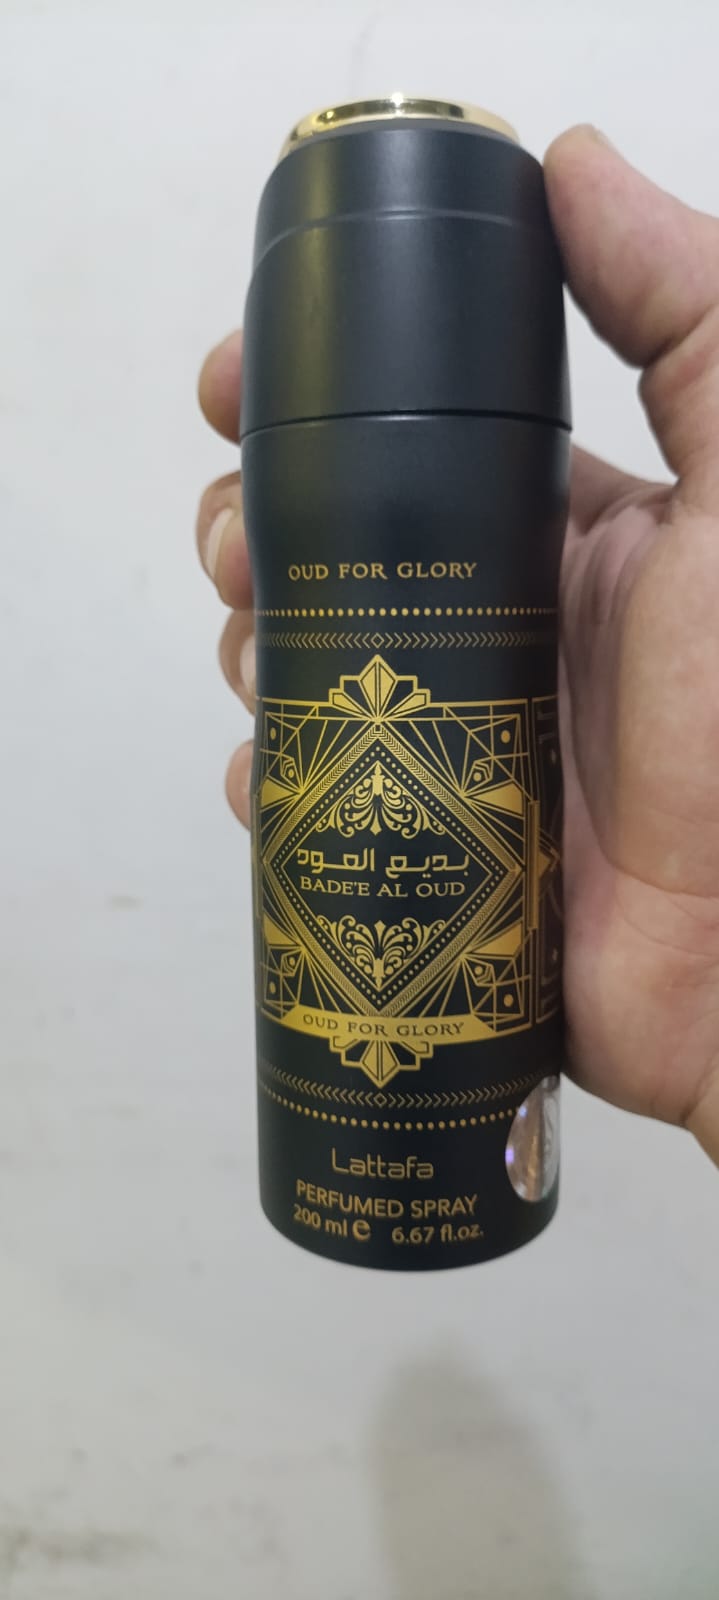 OUD FOR GLORY
بديع العود
BADE'E AL OUD
OUD FOR GLORY
Lattafa
PERFUMED SPRAY
200 ml e 6.67 fl.oz.